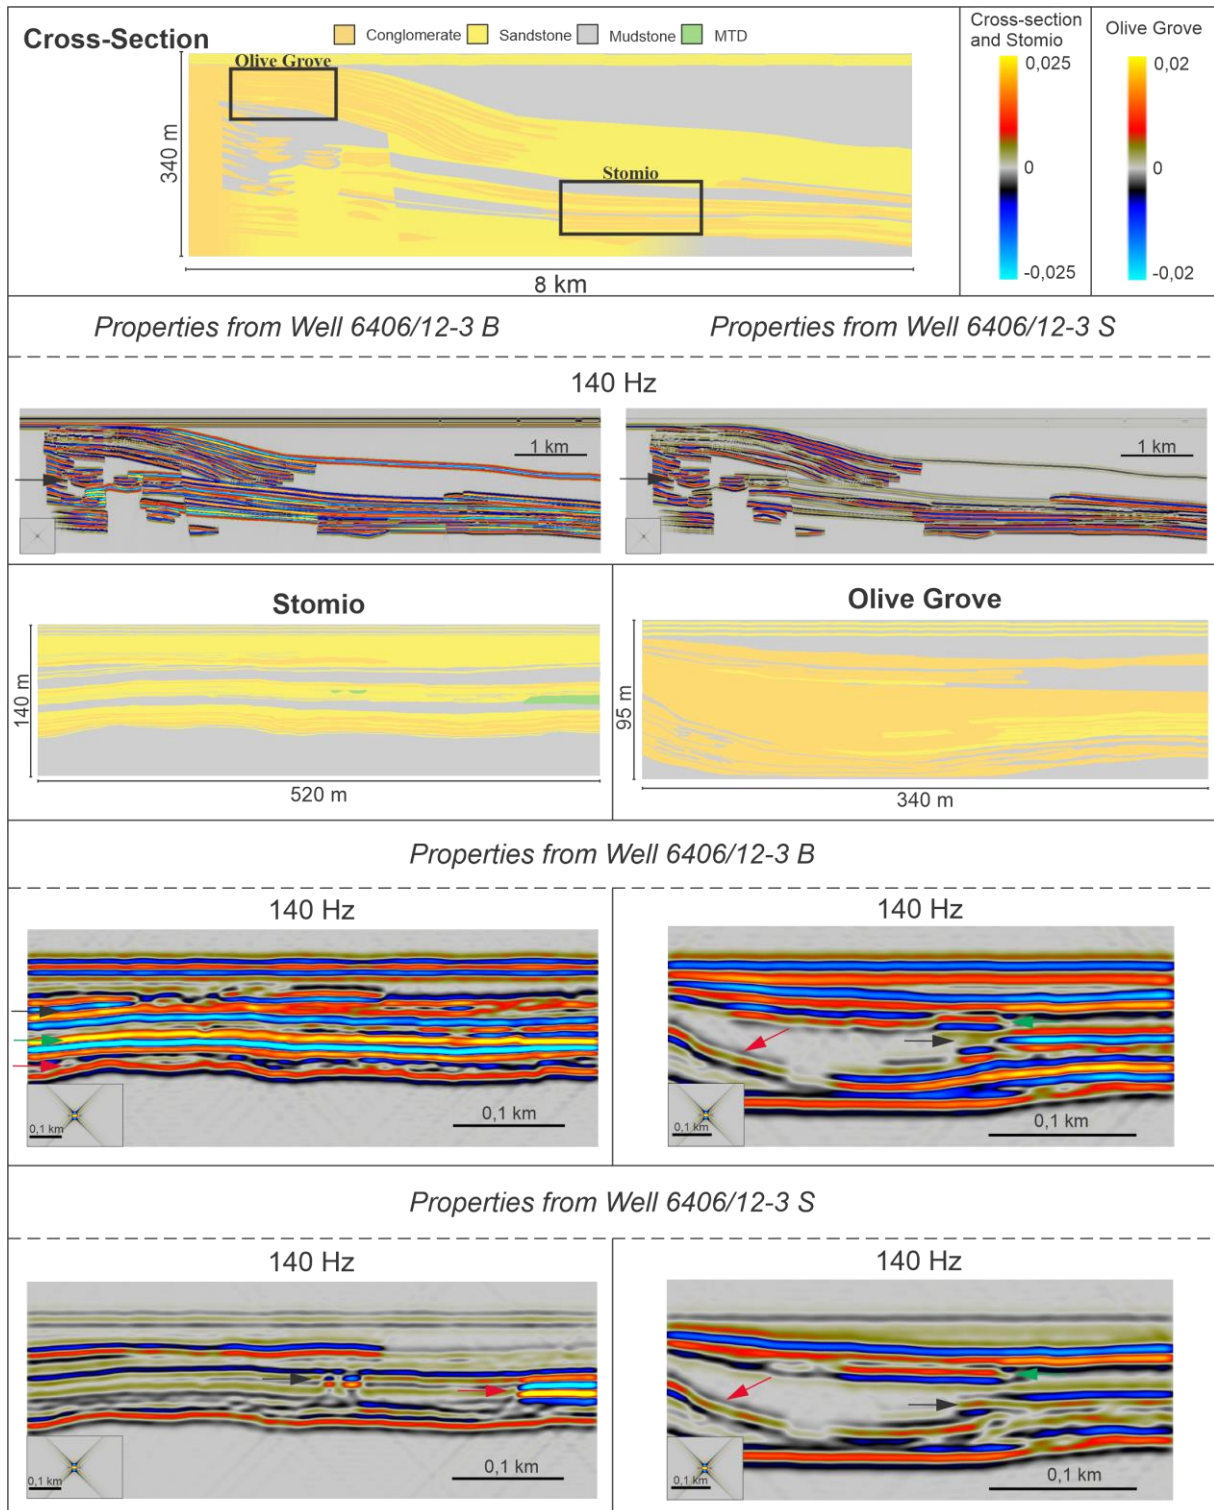 Cross-Section
Conglomerate
Sandstone
Mudstone
MTD
Olive Grove
Stomio
340 m
8 km
Cross-section
and Stomio
0,025
0
-0,025
Olive Grove
0,02
0
-0,02
Properties from Well 6406/12-3 B
Properties from Well 6406/12-3 S
140 Hz
1 km
1 km
Stomio
140 m
520 m
Olive Grove
95 m
340 m
Properties from Well 6406/12-3 B
140 Hz
0,1 km
0,1 km
140 Hz
0,1 km
0,1 km
Properties from Well 6406/12-3 S
140 Hz
0,1 km
0,1 km
140 Hz
0,1 km
0,1 km